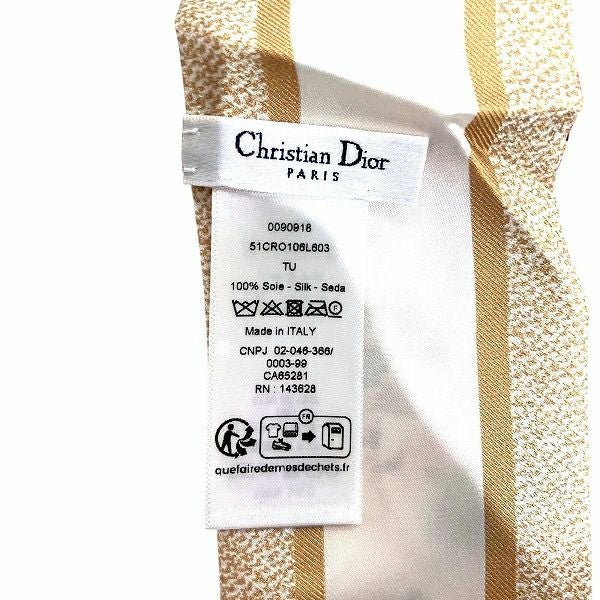 Christian Dior
PARIS
0090916
51CRO106L603
TU
100% Soie - Silk - Seda
Made in ITALY
CNPJ 02-046-366/
0003-99
CA65281
RN : 143628
FR
quefairedemesdechets.fr